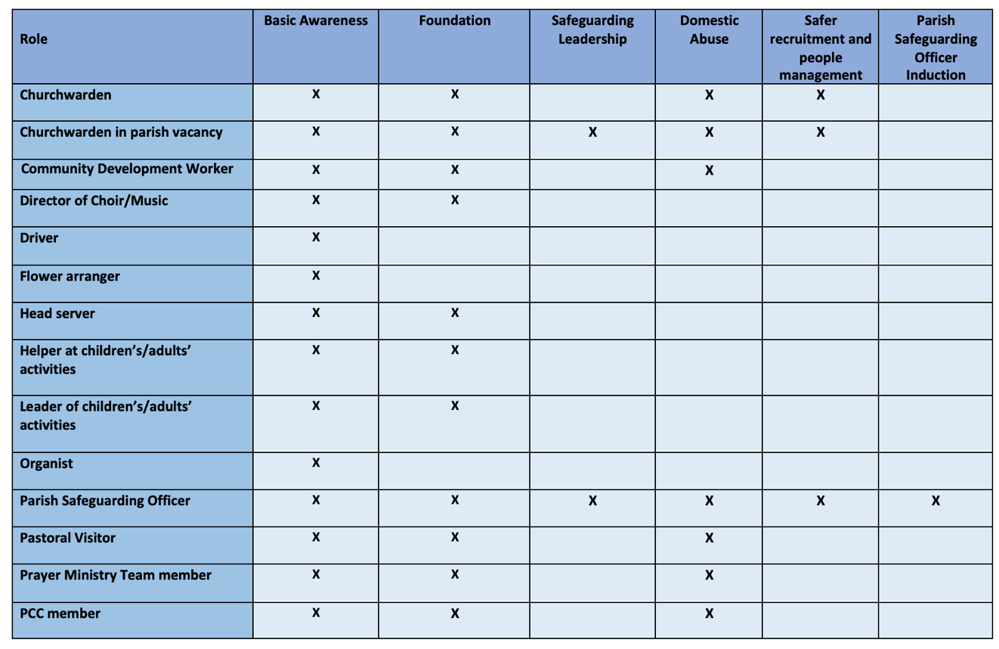 Role Basic Awareness Foundation Safeguarding Leadership Domestic Abuse Safer recruitment and people management Parish Safeguarding Officer Induction
Churchwarden X X X X
Churchwarden in parish vacancy X X X X X
Community Development Worker X X X
Director of Choir/Music X X
Driver X
Flower arranger X
Head server X X
Helper at children’s/adults’ X X
activities
Leader of children’s/adults’ X X
activities
Organist X
Parish Safeguarding Officer X X X X X X
Pastoral Visitor X X X
Prayer Ministry Team member X X X
PCC member X X X